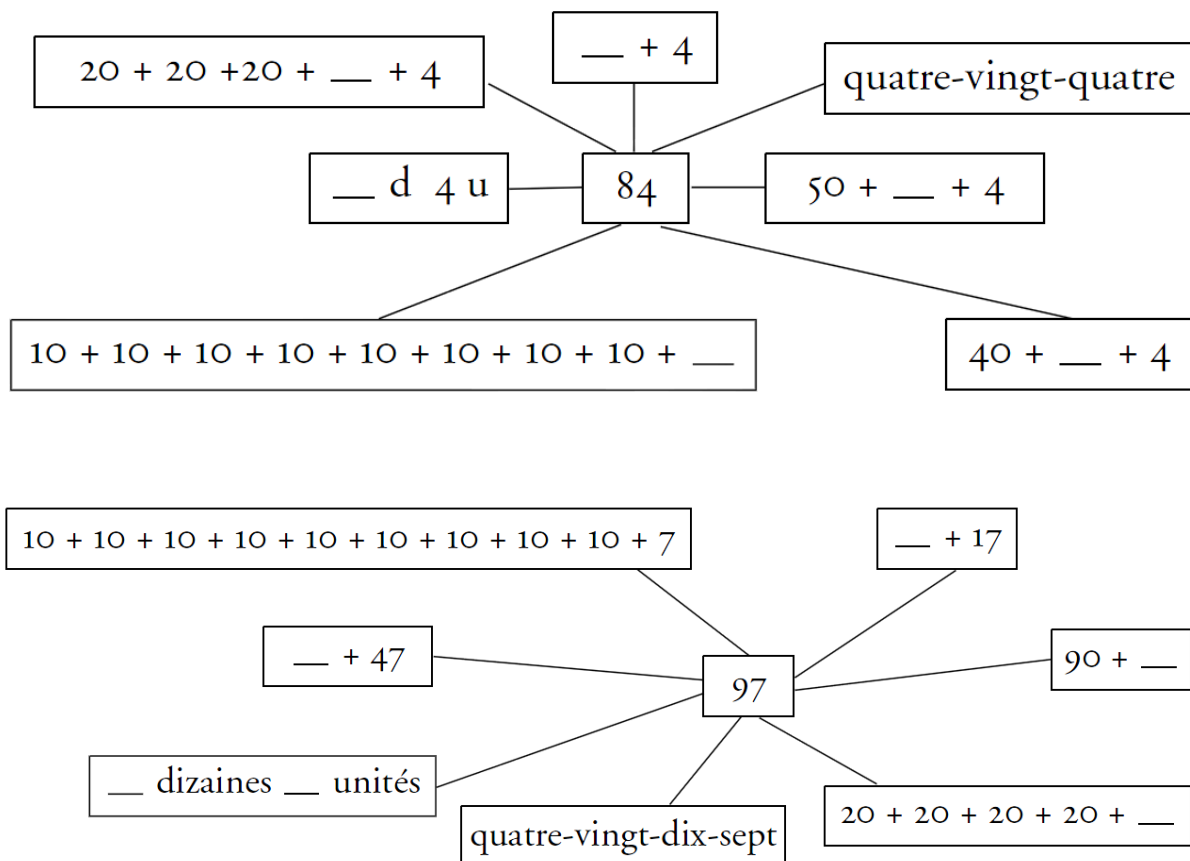 __ + 4
20 + 20 +20 + __ + 4
quatre-vingt-quatre
__ d 4 u
84
50 + __ + 4
10 + 10 + 10 + 10 + 10 + 10 + 10 + 10 + __
40 + __ + 4
10 + 10 + 10 + 10 + 10 + 10 + 10 + 10 + 10 + 7
__ + 17
__ + 47
90 + __
97
__ dizaines __ unités
20 + 20 + 20 + 20 + __
quatre-vingt-dix-sept